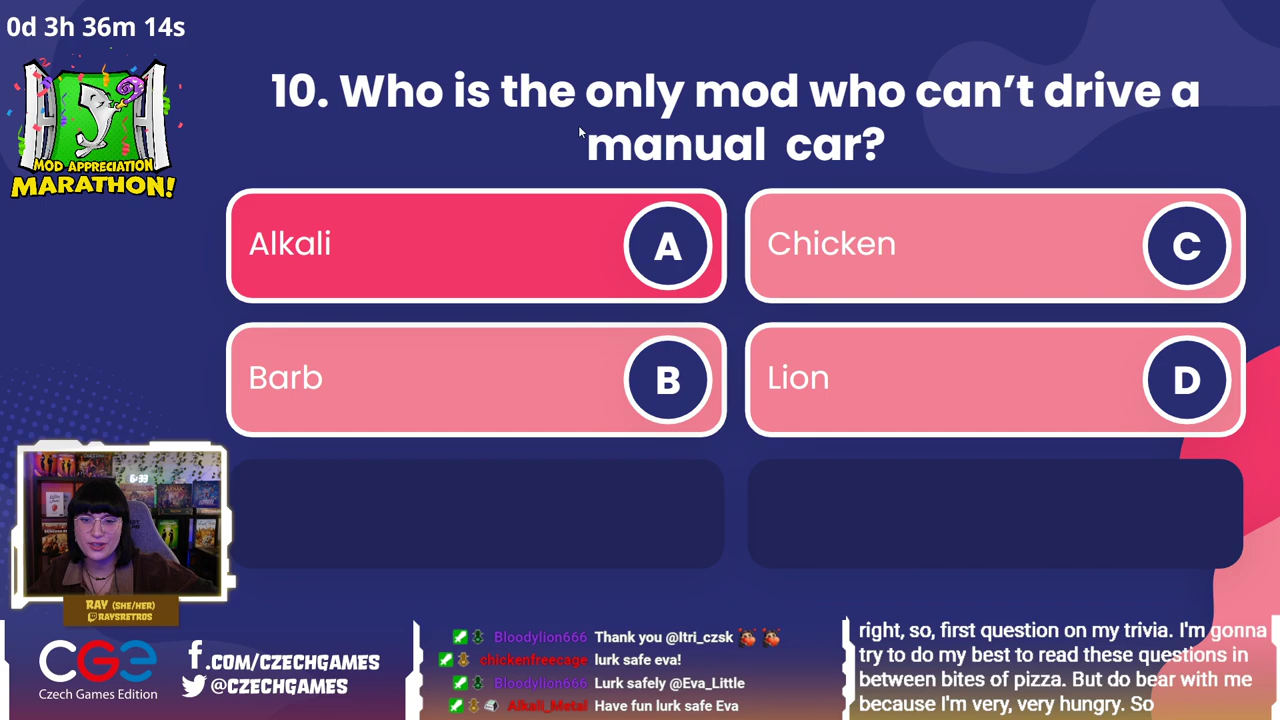 0d 3h 36m 14s
MOD APPRECIATION
MARATHON!
10. Who is the only mod who can’t drive a
manual car?
Alkali
A
Chicken
C
Barb
B
Lion
D
6:33
RAY (SHE/HER)
RAYSRETROS
CGE
Czech Games Edition
f.COM/CZECHGAMES
@CZECHGAMES
Bloodylion666 Thank you @ltri_czsk
chickenfreecage lurk safe eva!
Bloodylion666 Lurk safely @Eva_Little
Alkali_Metal Have fun lurk safe Eva
right, so, first question on my trivia. I'm gonna
try to do my best to read these questions in
between bites of pizza. But do bear with me
because I'm very, very hungry. So